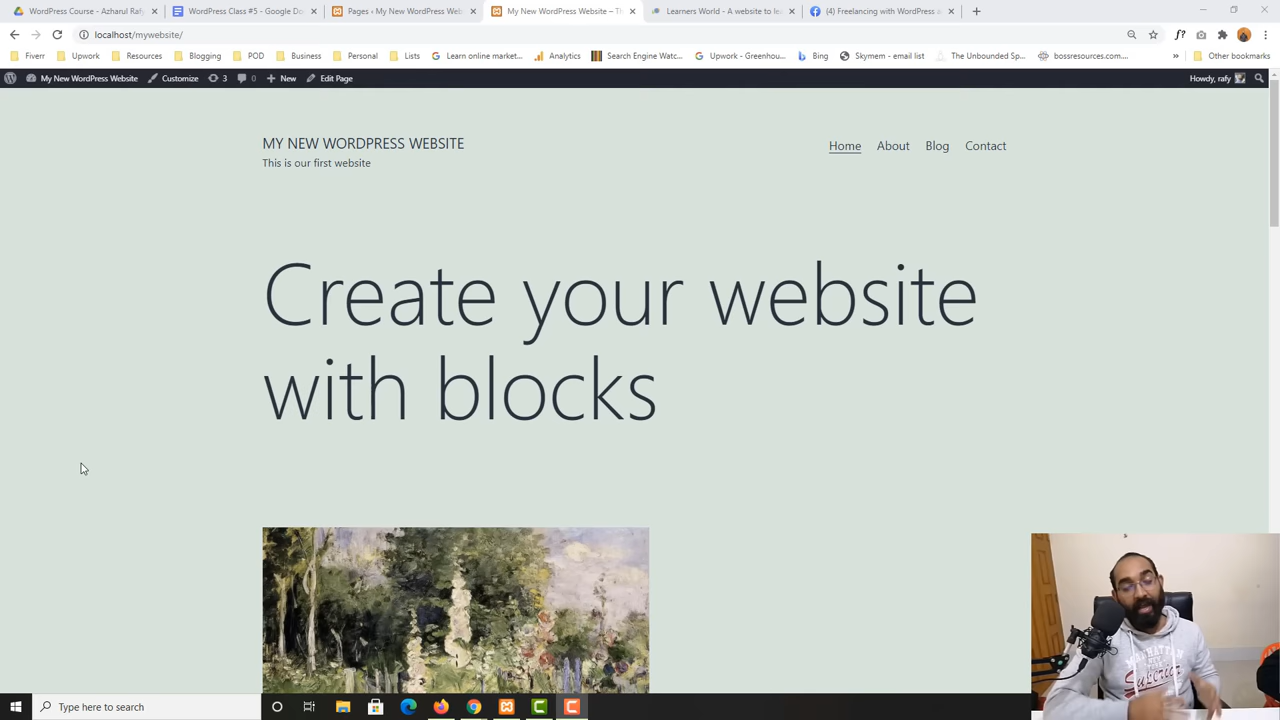 WordPress Course - Azharul Rafy
WordPress Class #5 - Google Do
Pages ‹ My New WordPress Web
My New WordPress Website – Th
Learners World - A website to le
(4) Freelancing with WordPress a
localhost/mywebsite/
f?
Fiverr
Upwork
Resources
Blogging
POD
Business
Personal
Lists
Learn online market...
Analytics
Search Engine Watc...
Upwork - Greenhou...
Bing
Skymem - email list
The Unbounded Sp...
bossresources.com...
»
Other bookmarks
My New WordPress Website
Customize
3
0
New
Edit Page
Howdy, rafy
MY NEW WORDPRESS WEBSITE
This is our first website
Home
About
Blog
Contact
Create your website
with blocks
MANHATTAN
Superior
Type here to search